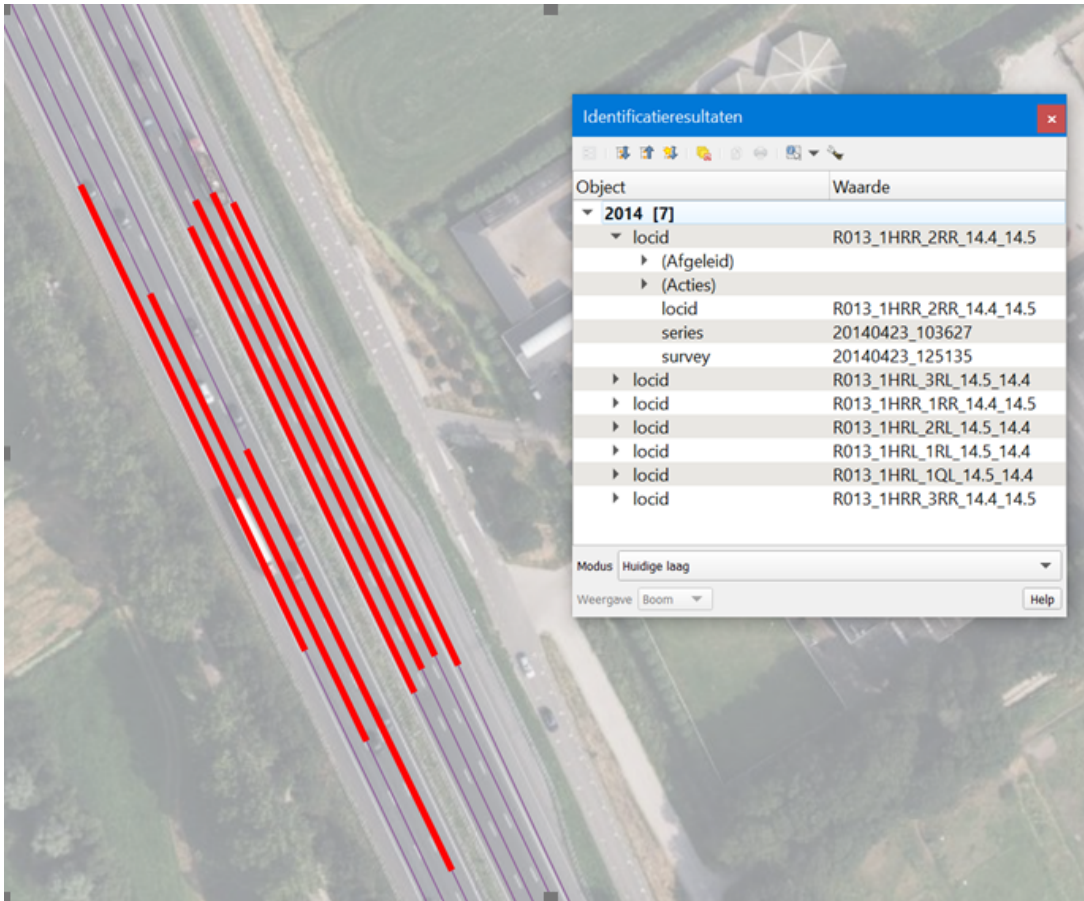 Identificatieresultaten
Object Waarde
2014 [7]
locid R013_1HRR_2RR_14.4_14.5
(Afgeleid)
(Acties)
locid R013_1HRR_2RR_14.4_14.5
series 20140423_103627
survey 20140423_125135
locid R013_1HRL_3RL_14.5_14.4
locid R013_1HRR_1RR_14.4_14.5
locid R013_1HRL_2RL_14.5_14.4
locid R013_1HRL_1RL_14.5_14.4
locid R013_1HRL_1QL_14.5_14.4
locid R013_1HRR_3RR_14.4_14.5
Modus Huidige laag
Weergave Boom Help